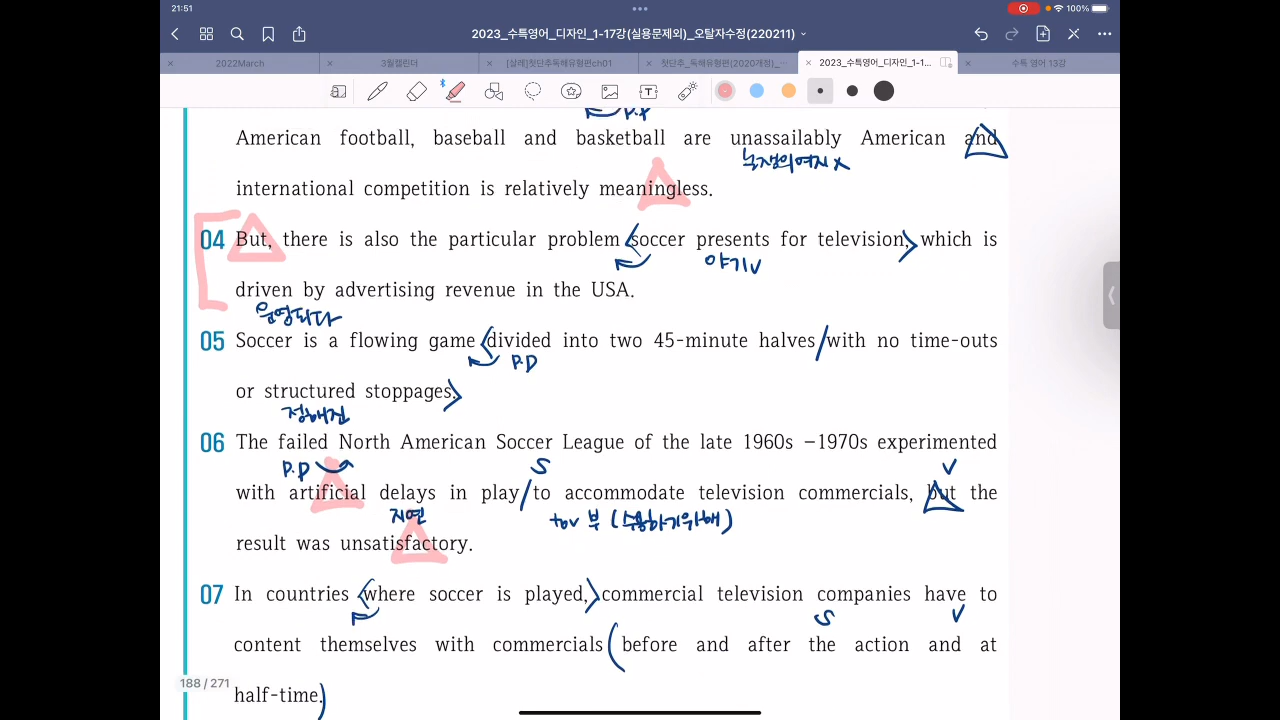 21:51
100%
2023_수특영어_디자인_1-17강(실용문제외)_오탈자수정(220211)
2022March
3월캘린더
[실례]첫단추독해유형편ch01
첫단추_독해유형편(2020개정)_...
2023_수특영어_디자인_1-1...
수특 영어 13강
P.P
American football, baseball and basketball are unassailably American and
논쟁의여지 x
international competition is relatively meaningless.
04 But, there is also the particular problem soccer presents for television, which is
야기 v
driven by advertising revenue in the USA.
운영되다
05 Soccer is a flowing game divided into two 45-minute halves / with no time-outs
P.P
or structured stoppages.
정해진
06 The failed North American Soccer League of the late 1960s –1970s experimented
P.P S V
with artificial delays in play / to accommodate television commercials, but the
지연 tov 부 (수용하기위해)
result was unsatisfactory.
07 In countries where soccer is played, commercial television companies have to
S V
content themselves with commercials (before and after the action and at
188 / 271
half-time.)